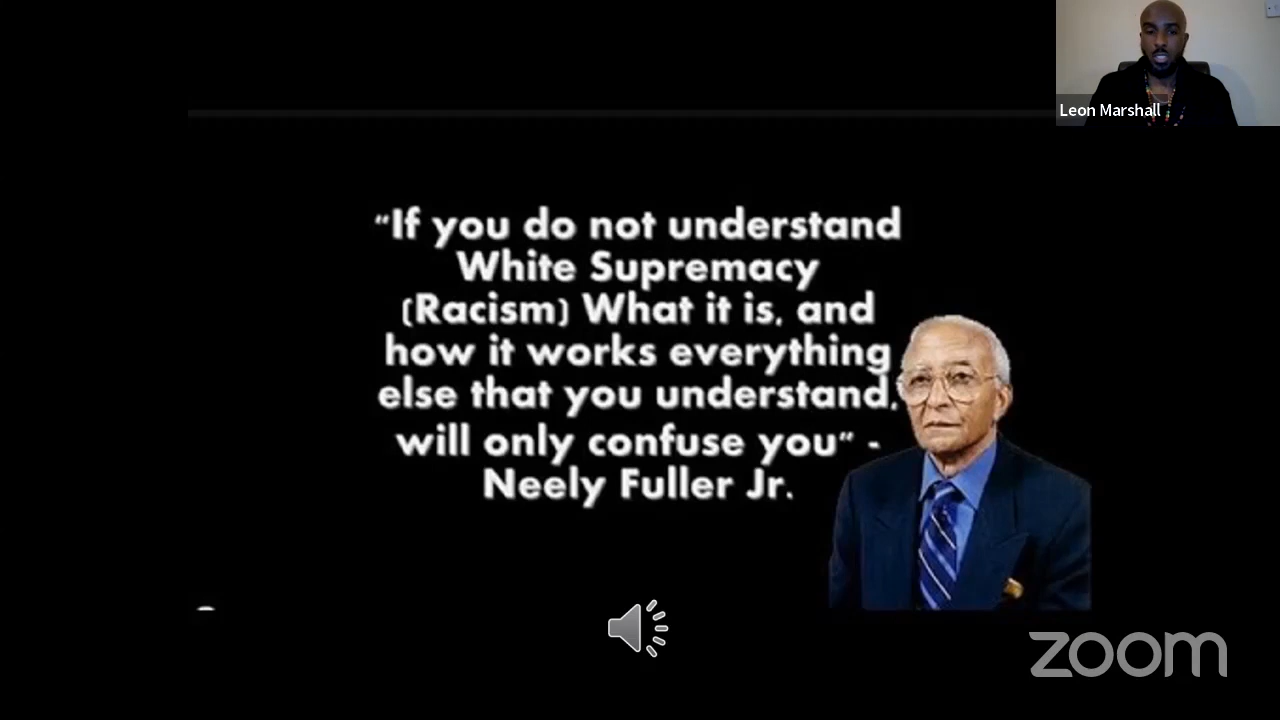 Leon Marshall
“If you do not understand
White Supremacy
(Racism) What it is, and
how it works everything
else that you understand,
will only confuse you” -
Neely Fuller Jr.
zoom